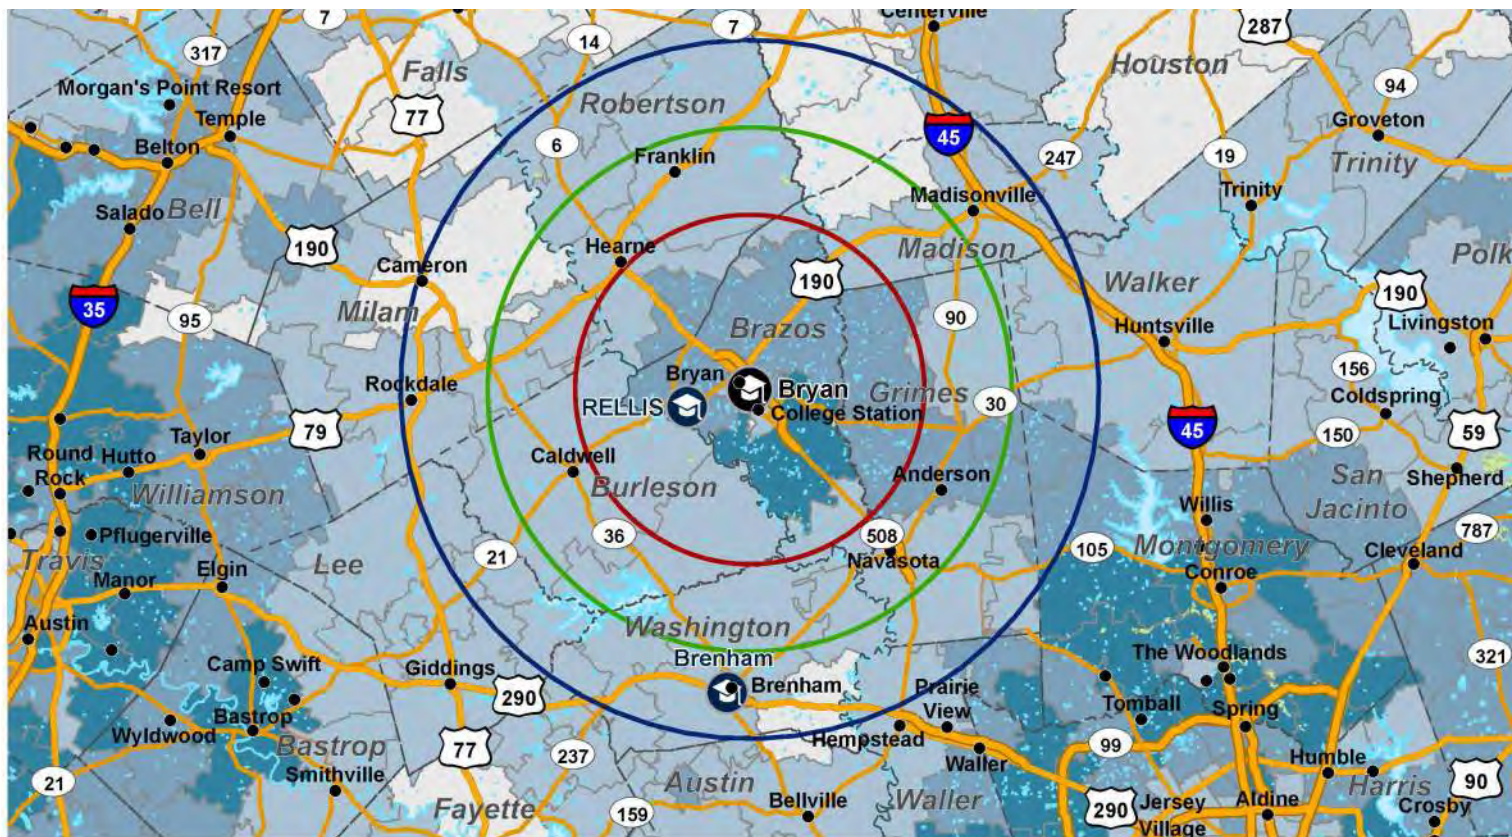 7
14
7
Centerville
287
317
Falls
Robertson
Houston
Morgan's Point Resort
94
Temple
77
45
Groveton
Belton
6
Franklin
247
19
Trinity
Madisonville
Trinity
Salado
Bell
190
Hearne
Madison
Polk
Cameron
190
Walker
35
Milam
190
95
Brazos
90
Huntsville
Livingston
156
Rockdale
Bryan
Bryan
Grimes
RELLIS
College Station
30
Coldspring
79
45
150
59
Round
Rock
Hutto
Taylor
Caldwell
Anderson
Shepherd
Williamson
Burleson
Willis
San
Jacinto
Pflugerville
36
508
787
Travis
21
Navasota
105
Montgomery
Cleveland
Manor
Elgin
Lee
Conroe
Austin
Washington
Camp Swift
Giddings
Brenham
The Woodlands
321
290
Brenham
Prairie
View
Tomball
Spring
Bastrop
Wyldwood
Bastrop
77
237
Hempstead
99
Waller
Humble
21
Smithville
Austin
Harris
90
Fayette
159
Bellville
Waller
290
Jersey
Village
Aldine
Crosby